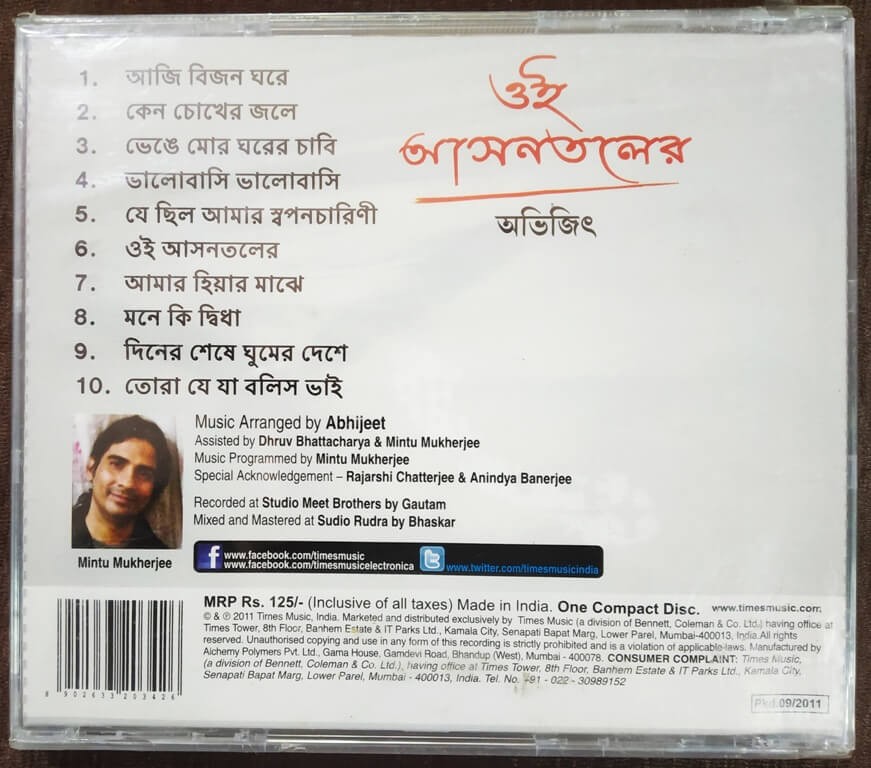 1. আজি বিজন ঘরে
2. কেন চোখের জলে
3. ভেঙে মোর ঘরের চাবি
4. ভালোবাসি ভালোবাসি
5. যে ছিল আমার স্বপনচারিণী
6. ওই আসনতলের
7. আমার হিয়ার মাঝে
8. মনে কি দ্বিধা
9. দিনের শেষে ঘুমের দেশে
10. তোরা যে যা বলিস ভাই
ওই
আসনতলের
অভিজিৎ
Music Arranged by Abhijeet
Assisted by Dhruv Bhattacharya & Mintu Mukherjee
Music Programmed by Mintu Mukherjee
Special Acknowledgement – Rajarshi Chatterjee & Anindya Banerjee
Recorded at Studio Meet Brothers by Gautam
Mixed and Mastered at Sudio Rudra by Bhaskar
Mintu Mukherjee
f www.facebook.com/timesmusic
www.facebook.com/timesmusicelectronica
t www.twitter.com/timesmusicindia
MRP Rs. 125/- (Inclusive of all taxes) Made in India. One Compact Disc. www.timesmusic.com
© & ℗ 2011 Times Music, India. Marketed and distributed exclusively by Times Music (a division of Bennett, Coleman & Co. Ltd.) having office at
Times Tower, 8th Floor, Banhem Estate & IT Parks Ltd., Kamala City, Senapati Bapat Marg, Lower Parel, Mumbai-400013, India.All rights
reserved. Unauthorised copying and use in any form of this recording is strictly prohibited and is a violation of applicable laws. Manufactured by
Alchemy Polymers Pvt. Ltd., Gama House, Gamdevi Road, Bhandup (West), Mumbai - 400078. CONSUMER COMPLAINT: Times Music,
(a division of Bennett, Coleman & Co. Ltd.), having office at Times Tower, 8th Floor, Banhem Estate & IT Parks Ltd., Kamala City,
Senapati Bapat Marg, Lower Parel, Mumbai - 400013, India. Tel. No. +91 - 022 - 30989152
8 902633 203426
Pkd.09/2011